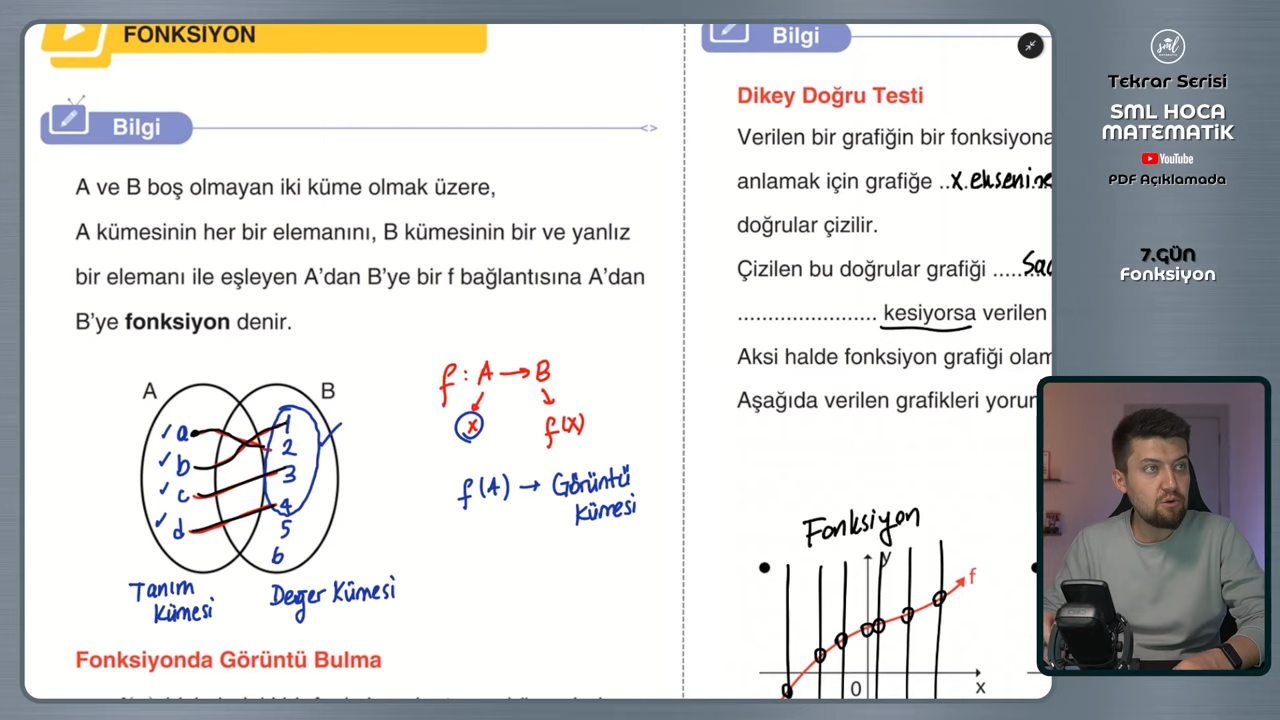 FONKSİYON
Bilgi
A ve B boş olmayan iki küme olmak üzere,
A kümesinin her bir elemanını, B kümesinin bir ve yanlız
bir elemanı ile eşleyen A'dan B'ye bir f bağlantısına A'dan
B'ye fonksiyon denir.
A
B
a
b
c
d
1
2
3
4
5
6
Tanım
Kümesi
Değer Kümesi
f : A → B
x
f(x)
f(A) → Görüntü
Kümesi
Fonksiyonda Görüntü Bulma
Bilgi
Dikey Doğru Testi
Verilen bir grafiğin bir fonksiyona
anlamak için grafiğe ..x.eksenine
doğrular çizilir.
Çizilen bu doğrular grafiği .....
....................... kesiyorsa verilen
Aksi halde fonksiyon grafiği
Aşağıda verilen grafikleri
Fonksiyon
y
f
0
x
sml
Tekrar Serisi
SML HOCA
MATEMATİK
YouTube
PDF Açıklamada
7.GÜN
Fonksiyon